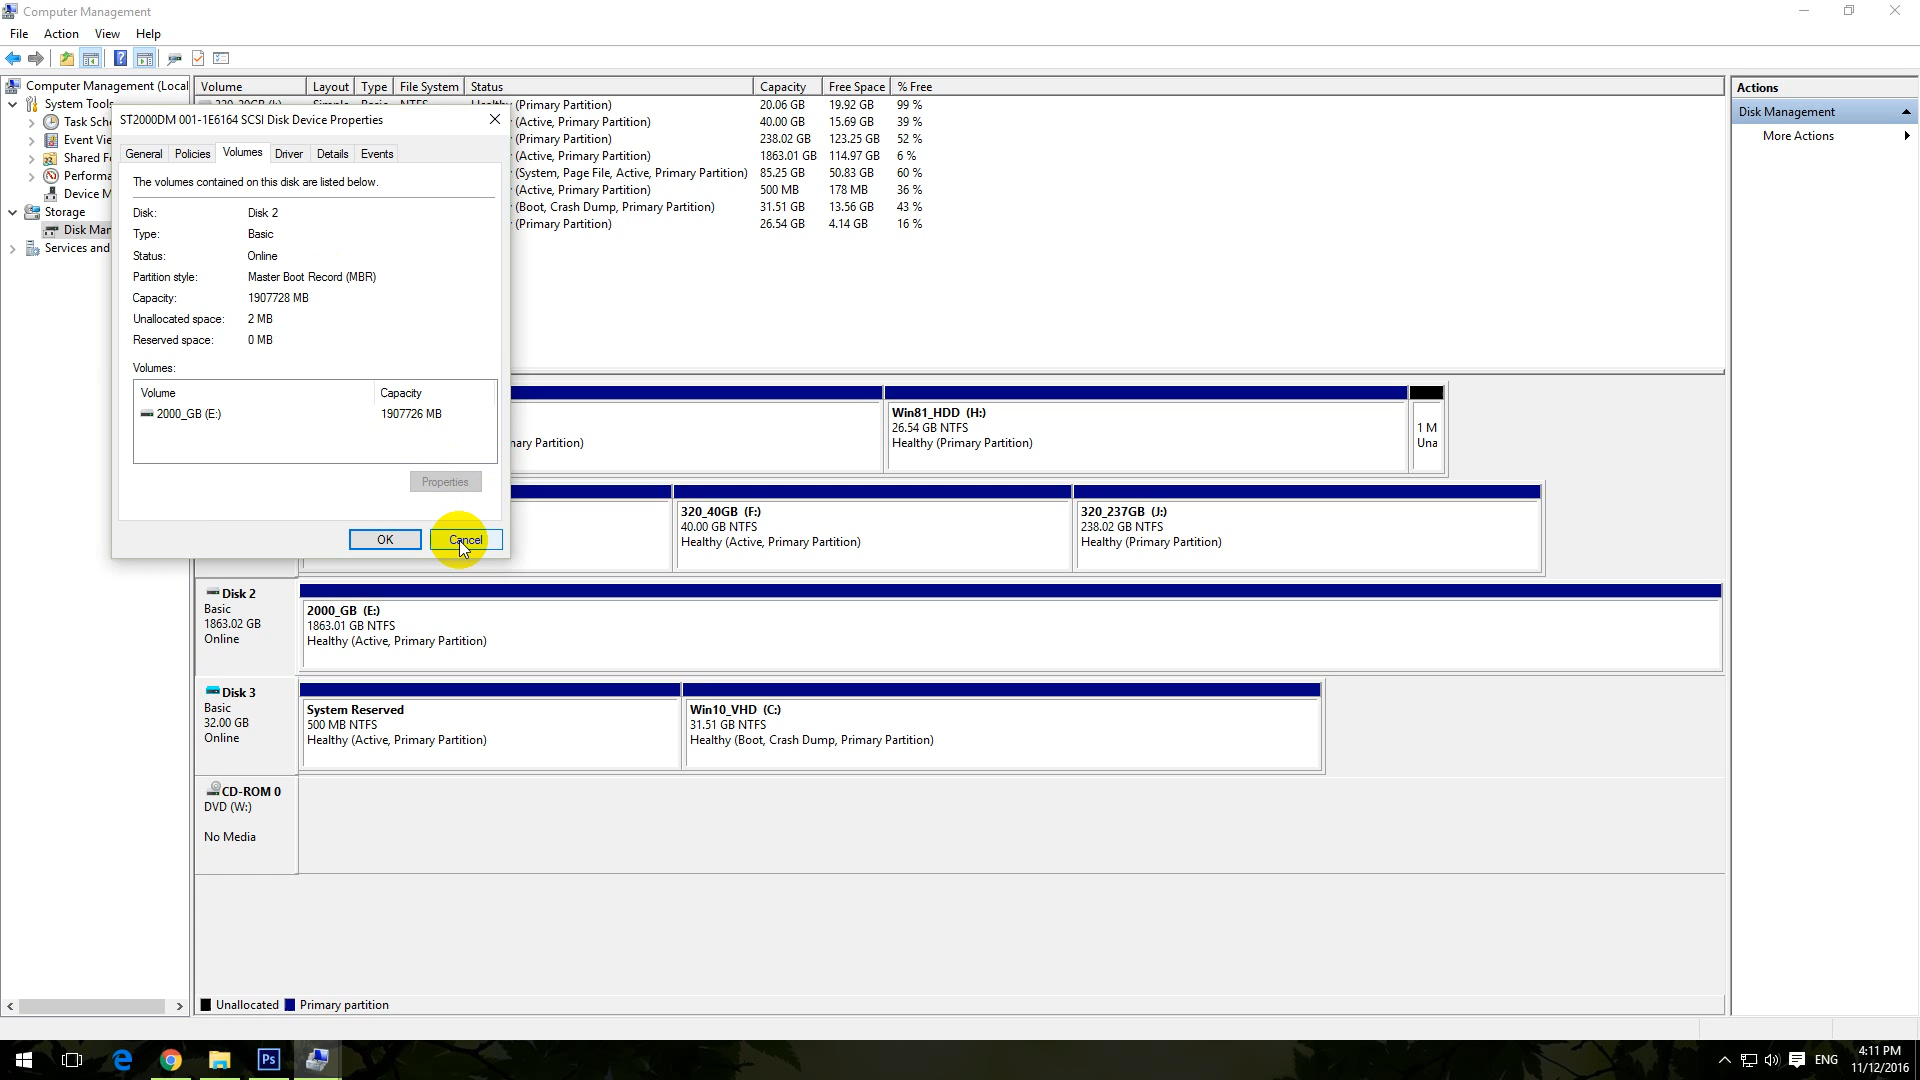 Computer Management
File Action View Help
Computer Management (Local
System Tools
Task Sch
Event Vie
Shared F
Performa
Device M
Storage
Disk Man
Services and
Volume Layout Type File System Status Capacity Free Space % Free
(Primary Partition) 20.06 GB 19.92 GB 99 %
(Active, Primary Partition) 40.00 GB 15.69 GB 39 %
(Primary Partition) 238.02 GB 123.25 GB 52 %
(Active, Primary Partition) 1863.01 GB 114.97 GB 6 %
(System, Page File, Active, Primary Partition) 85.25 GB 50.83 GB 60 %
(Active, Primary Partition) 500 MB 178 MB 36 %
(Boot, Crash Dump, Primary Partition) 31.51 GB 13.56 GB 43 %
(Primary Partition) 26.54 GB 4.14 GB 16 %
ST2000DM 001-1E6164 SCSI Disk Device Properties
General Policies Volumes Driver Details Events
The volumes contained on this disk are listed below.
Disk: Disk 2
Type: Basic
Status: Online
Partition style: Master Boot Record (MBR)
Capacity: 1907728 MB
Unallocated space: 2 MB
Reserved space: 0 MB
Volumes:
Volume Capacity
2000_GB (E:) 1907726 MB
Properties
OK Cancel
mary Partition)
Win81_HDD (H:)
26.54 GB NTFS
Healthy (Primary Partition)
1 M
Una
320_40GB (F:)
40.00 GB NTFS
Healthy (Active, Primary Partition)
320_237GB (J:)
238.02 GB NTFS
Healthy (Primary Partition)
Disk 2
Basic
1863.02 GB
Online
2000_GB (E:)
1863.01 GB NTFS
Healthy (Active, Primary Partition)
Disk 3
Basic
32.00 GB
Online
System Reserved
500 MB NTFS
Healthy (Active, Primary Partition)
Win10_VHD (C:)
31.51 GB NTFS
Healthy (Boot, Crash Dump, Primary Partition)
CD-ROM 0
DVD (W:)
No Media
Unallocated Primary partition
Actions
Disk Management
More Actions
Ps
ENG
4:11 PM
11/12/2016